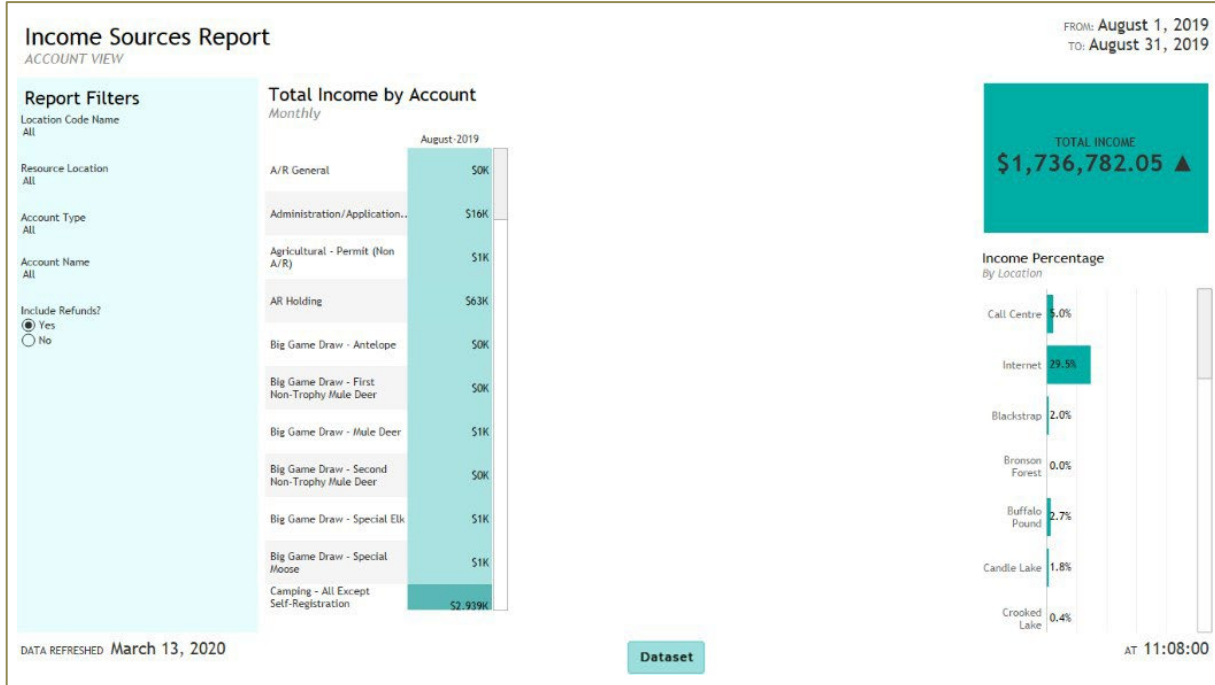 Income Sources Report
ACCOUNT VIEW
FROM: August 1, 2019
TO: August 31, 2019
Report Filters
Location Code Name
All
Resource Location
All
Account Type
All
Account Name
All
Include Refunds?
Yes
No
Total Income by Account
Monthly
August-2019
A/R General $0K
Administration/Application.. $16K
Agricultural - Permit (Non
A/R) $1K
AR Holding $63K
Big Game Draw - Antelope $0K
Big Game Draw - First
Non-Trophy Mule Deer $0K
Big Game Draw - Mule Deer $1K
Big Game Draw - Second
Non-Trophy Mule Deer $0K
Big Game Draw - Special Elk $1K
Big Game Draw - Special
Moose $1K
Camping - All Except
Self-Registration $2,939K
TOTAL INCOME
$1,736,782.05 ▲
Income Percentage
By Location
Call Centre 5.0%
Internet 29.5%
Blackstrap 2.0%
Bronson
Forest 0.0%
Buffalo
Pound 2.7%
Candle Lake 1.8%
Crooked
Lake 0.4%
DATA REFRESHED March 13, 2020
Dataset
AT 11:08:00